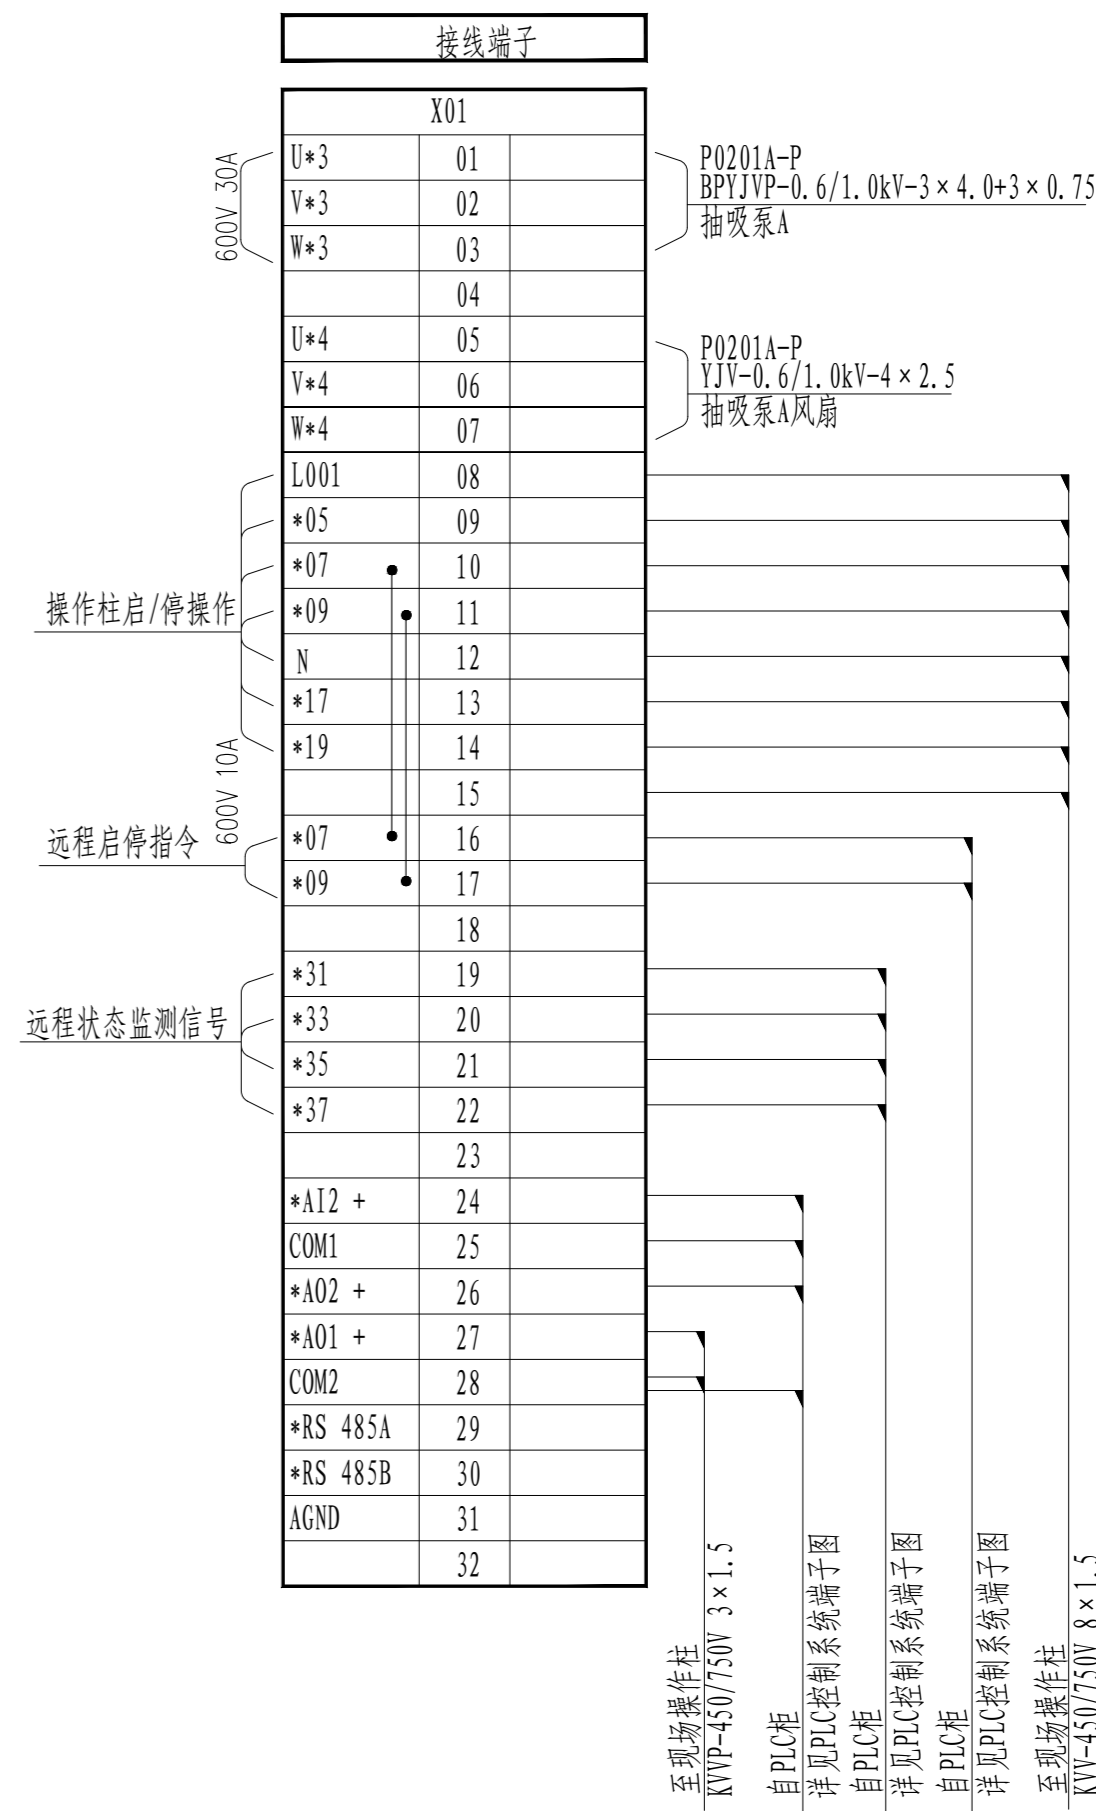 接线端子
X01
U*3 01
V*3 02
W*3 03
04
U*4 05
V*4 06
W*4 07
L001 08
*05 09
*07 10
*09 11
N 12
*17 13
*19 14
15
*07 16
*09 17
18
*31 19
*33 20
*35 21
*37 22
23
*AI2 + 24
COM1 25
*AO2 + 26
*AO1 + 27
COM2 28
*RS 485A 29
*RS 485B 30
AGND 31
32
600V 30A
操作柱启/停操作
600V 10A
远程启停指令
远程状态监测信号
P0201A-P
BPYJVP-0.6/1.0kV-3×4.0+3×0.75
抽吸泵A
P0201A-P
YJV-0.6/1.0kV-4×2.5
抽吸泵A风扇
至现场操作柱
KVVP-450/750V 3×1.5
自PLC柜
详见PLC控制系统端子图
自PLC柜
详见PLC控制系统端子图
自PLC柜
详见PLC控制系统端子图
至现场操作柱
KVV-450/750V 8×1.5